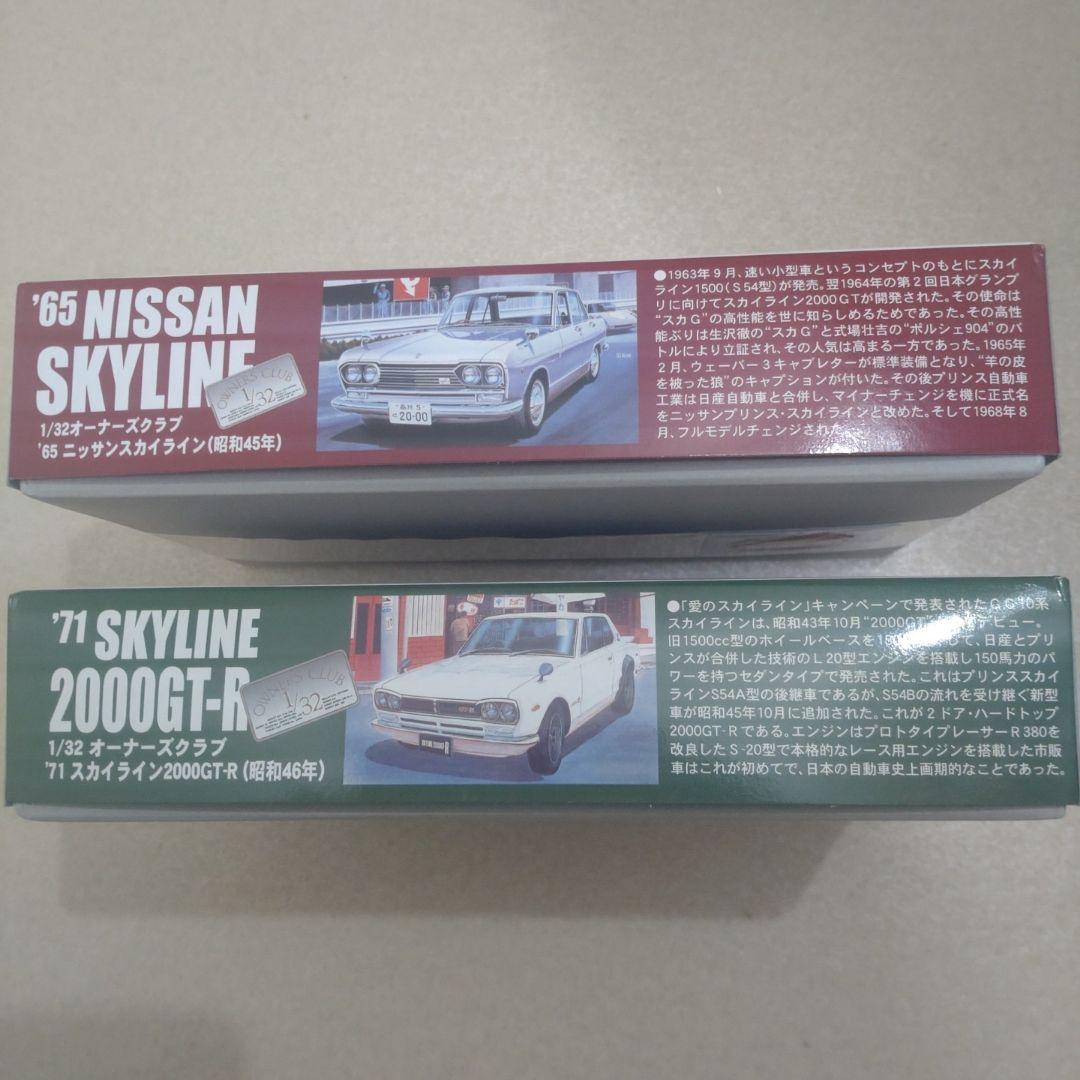 '65 NISSAN
SKYLINE
OWNERS CLUB
1/32
1/32オーナーズクラブ
'65 ニッサンスカイライン(昭和45年)
20-00
●1963年9月、速い小型車というコンセプトのもとにスカイ
ライン1500(S54型)が発売。翌1964年の第2回日本グランプ
リに向けてスカイライン2000GTが開発された。その使命は
“スカG”の高性能を世に知らしめるためであった。その高性
能ぶりは生沢徹の“スカG”と式場壮吉の“ポルシェ904”のバ
トルにより立証され、その人気は高まる一方であった。1965年
2月、ウェーバー3キャブレターが標準装備となり、“羊の皮
を被った狼”のキャプションが付いた。その後プリンス自動車
工業は日産自動車と合併し、マイナーチェンジを機に正式名
をニッサンプリンス・スカイラインと改めた。そして1968年8
月、フルモデルチェンジされた
'71 SKYLINE
2000GT-R
OWNERS CLUB
1/32
1/32 オーナーズクラブ
'71 スカイライン2000GT-R(昭和46年)
●「愛のスカイライン」キャンペーンで発表された 10系
スカイラインは、昭和43年10月“2000GT ビュー。
旧1500cc型のホイールベースを て、日産とプリ
ンスが合併した技術のL20型エンジンを搭載し150馬力のパ
ワーを持つセダンタイプで発売された。これはプリンススカイ
ラインS54A型の後継車であるが、S54Bの流れを受け継ぐ新型
車が昭和45年10月に追加された。これが2ドア・ハードトップ
2000GT-Rである。エンジンはプロトタイプレーサーR380を
改良したS-20型で本格的なレース用エンジンを搭載した市販
車はこれが初めてで、日本の自動車史上画期的なことであった。